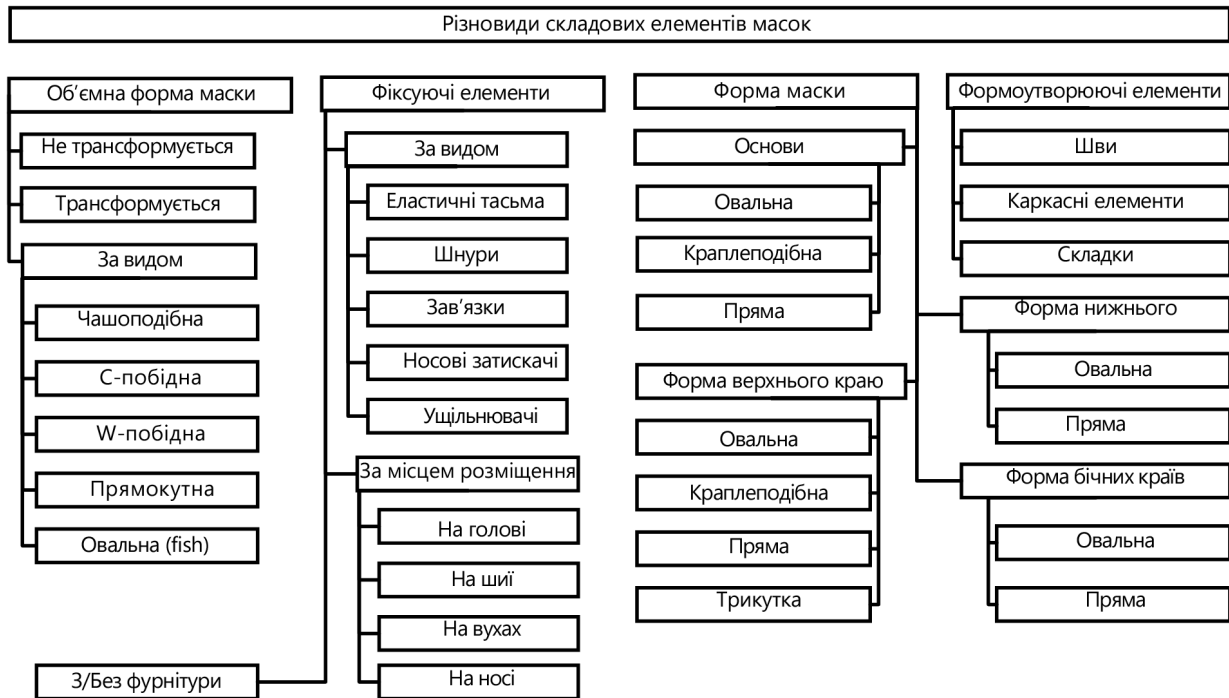 Різновиди складових елементів масок
Об’ємна форма маски
Не трансформується
Трансформується
За видом
Чашоподібна
С-побідна
W-побідна
Прямокутна
Овальна (fish)
Фіксуючі елементи
За видом
Еластичні тасьма
Шнури
Зав’язки
Носові затискачі
Ущільнювачі
За місцем розміщення
На голові
На шиї
На вухах
На носі
З/Без фурнітури
Форма маски
Основи
Овальна
Краплеподібна
Пряма
Форма верхнього краю
Овальна
Краплеподібна
Пряма
Трикутка
Формоутворюючі елементи
Шви
Каркасні елементи
Складки
Форма нижнього
Овальна
Пряма
Форма бічних країв
Овальна
Пряма